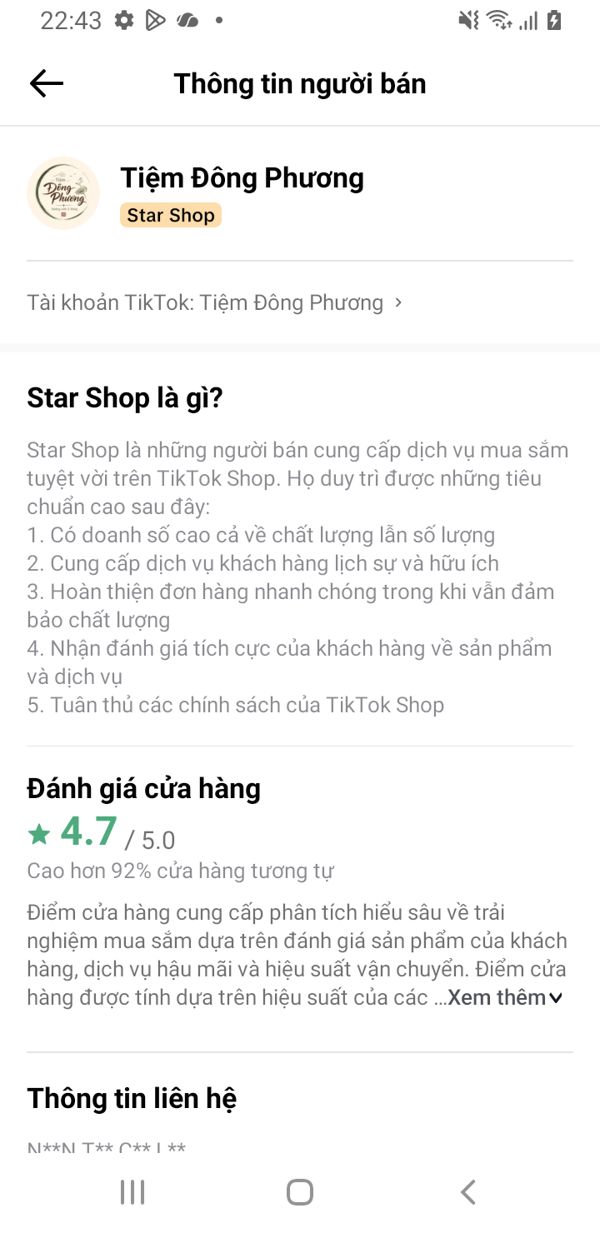 22:43
Thông tin người bán
Tiệm
Đông
Phương
Tiệm Đông Phương
Star Shop
Tài khoản TikTok: Tiệm Đông Phương >
Star Shop là gì?
Star Shop là những người bán cung cấp dịch vụ mua sắm
tuyệt vời trên TikTok Shop. Họ duy trì được những tiêu
chuẩn cao sau đây:
1. Có doanh số cao cả về chất lượng lẫn số lượng
2. Cung cấp dịch vụ khách hàng lịch sự và hữu ích
3. Hoàn thiện đơn hàng nhanh chóng trong khi vẫn đảm
bảo chất lượng
4. Nhận đánh giá tích cực của khách hàng về sản phẩm
và dịch vụ
5. Tuân thủ các chính sách của TikTok Shop
Đánh giá cửa hàng
4.7 / 5.0
Cao hơn 92% cửa hàng tương tự
Điểm cửa hàng cung cấp phân tích hiểu sâu về trải
nghiệm mua sắm dựa trên đánh giá sản phẩm của khách
hàng, dịch vụ hậu mãi và hiệu suất vận chuyển. Điểm cửa
hàng được tính dựa trên hiệu suất của các ...Xem thêm
Thông tin liên hệ
N**N T** C** L**